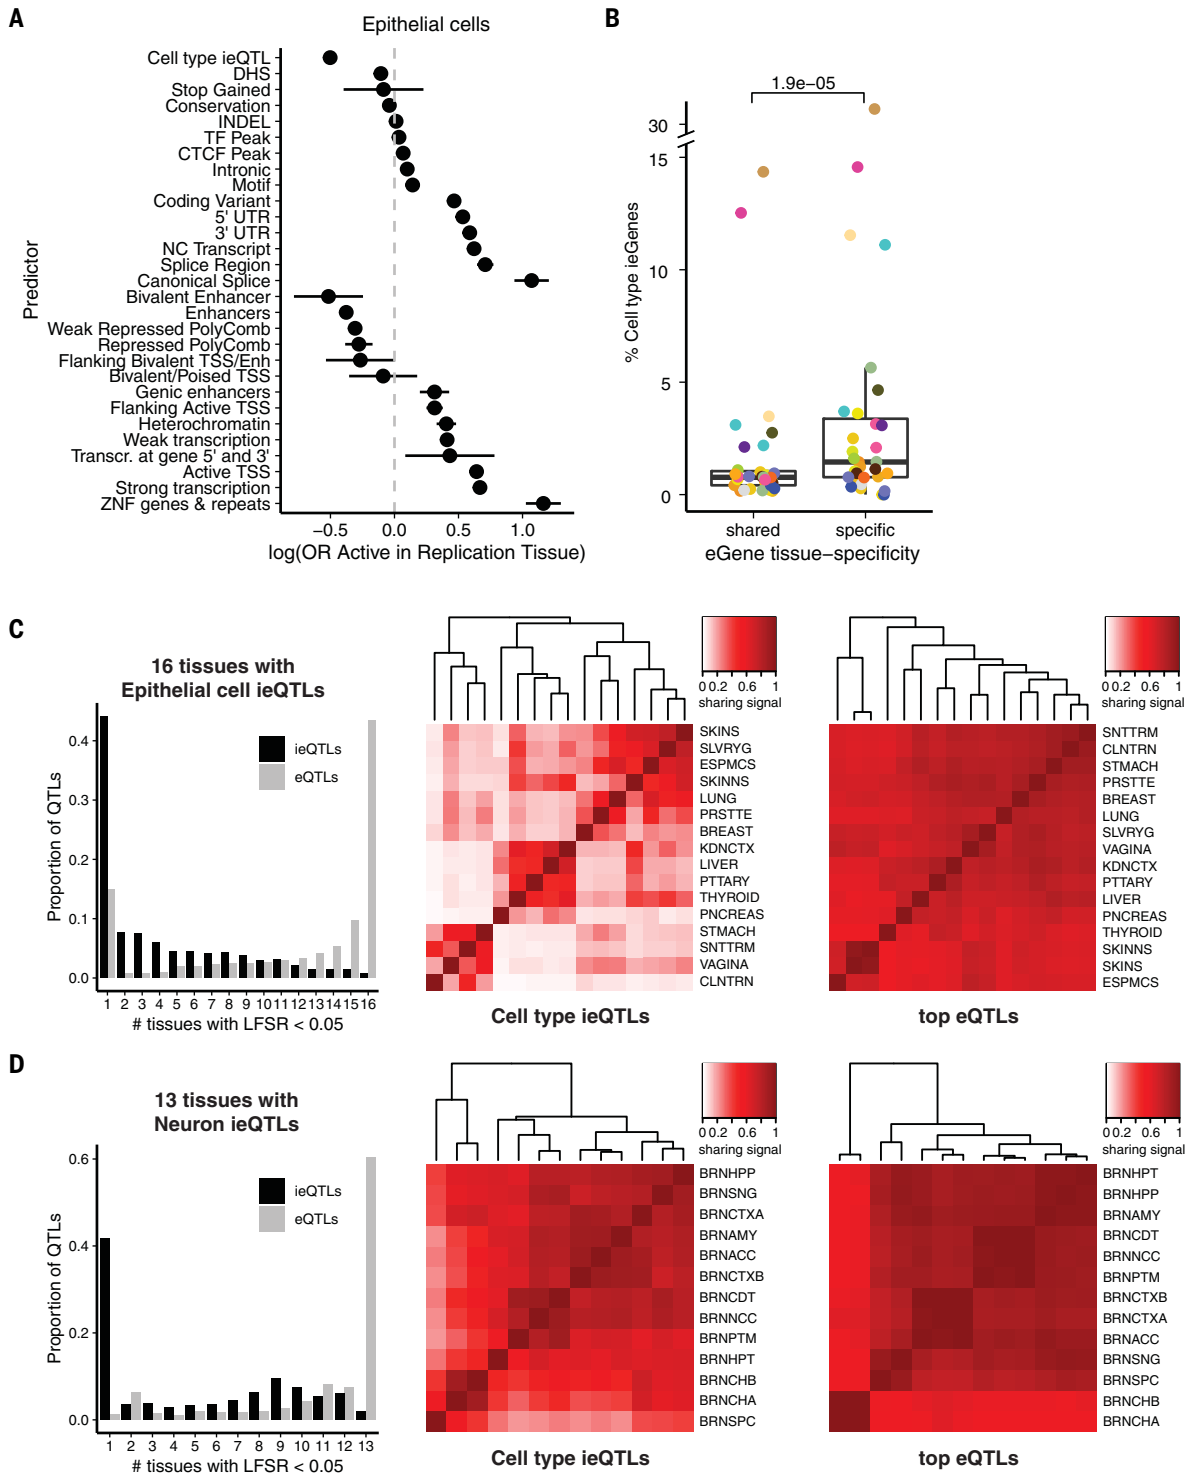 A
Epithelial cells
Predictor
Cell type ieQTL
DHS
Stop Gained
Conservation
INDEL
TF Peak
CTCF Peak
Intronic
Motif
Coding Variant
5' UTR
3' UTR
NC Transcript
Splice Region
Canonical Splice
Bivalent Enhancer
Enhancers
Weak Repressed PolyComb
Repressed PolyComb
Flanking Bivalent TSS/Enh
Bivalent/Poised TSS
Genic enhancers
Flanking Active TSS
Heterochromatin
Weak transcription
Transcr. at gene 5' and 3'
Active TSS
Strong transcription
ZNF genes & repeats
−0.5 0.0 0.5 1.0
log(OR Active in Replication Tissue)
B
1.9e−05
% Cell type ieGenes
30
15
10
5
0
shared specific
eGene tissue−specificity
C
16 tissues with
Epithelial cell ieQTLs
Proportion of QTLs
0.4
0.3
0.2
0.1
0.0
ieQTLs
eQTLs
1 2 3 4 5 6 7 8 9 10 11 12 13 14 15 16
# tissues with LFSR < 0.05
0 0.2 0.6 1
sharing signal
SKINS
SLVRYG
ESPMCS
SKINNS
LUNG
PRSTTE
BREAST
KDNCTX
LIVER
PTTARY
THYROID
PNCREAS
STMACH
SNTTRM
VAGINA
CLNTRN
Cell type ieQTLs
0 0.2 0.6 1
sharing signal
SNTTRM
CLNTRN
STMACH
PRSTTE
BREAST
LUNG
SLVRYG
VAGINA
KDNCTX
PTTARY
LIVER
PNCREAS
THYROID
SKINNS
SKINS
ESPMCS
top eQTLs
D
13 tissues with
Neuron ieQTLs
Proportion of QTLs
0.6
0.4
0.2
0.0
ieQTLs
eQTLs
1 2 3 4 5 6 7 8 9 10 11 12 13
# tissues with LFSR < 0.05
0 0.2 0.6 1
sharing signal
BRNHPP
BRNSNG
BRNCTXA
BRNAMY
BRNACC
BRNCTXB
BRNCDT
BRNNCC
BRNPTM
BRNHPT
BRNCHB
BRNCHA
BRNSPC
Cell type ieQTLs
0 0.2 0.6 1
sharing signal
BRNHPT
BRNHPP
BRNAMY
BRNCDT
BRNNCC
BRNPTM
BRNCTXB
BRNCTXA
BRNACC
BRNSNG
BRNSPC
BRNCHB
BRNCHA
top eQTLs